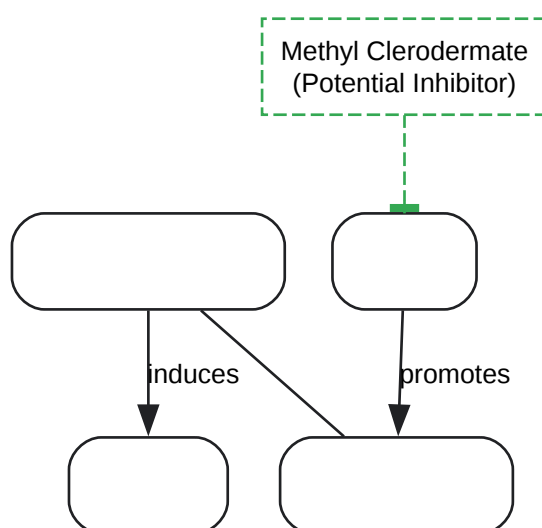 Methyl Clerodermate
(Potential Inhibitor)
induces
promotes